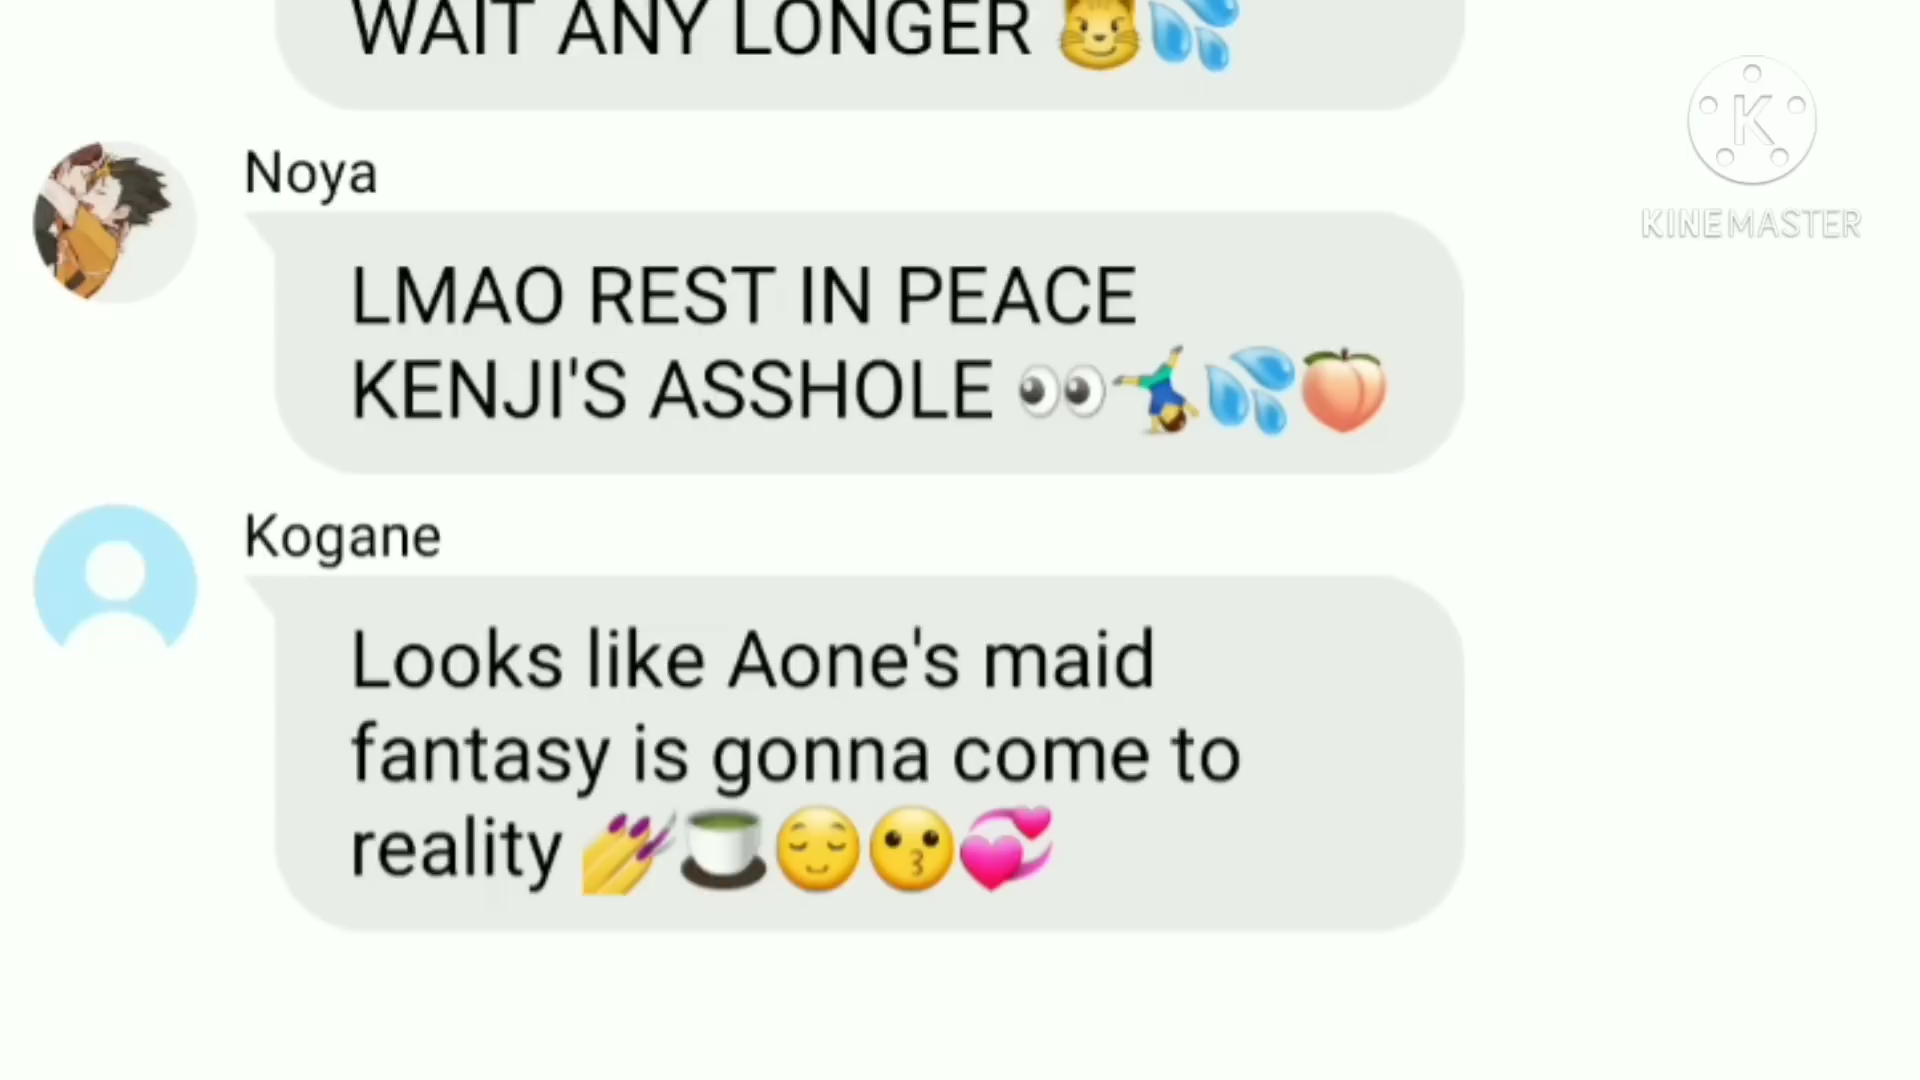 WAIT ANY LONGER 😼💦
Noya
LMAO REST IN PEACE
KENJI'S ASSHOLE 👀🤸‍♂️💦🍑
Kogane
Looks like Aone's maid
fantasy is gonna come to
reality 💅🍵😌😗💞
K
KINEMASTER